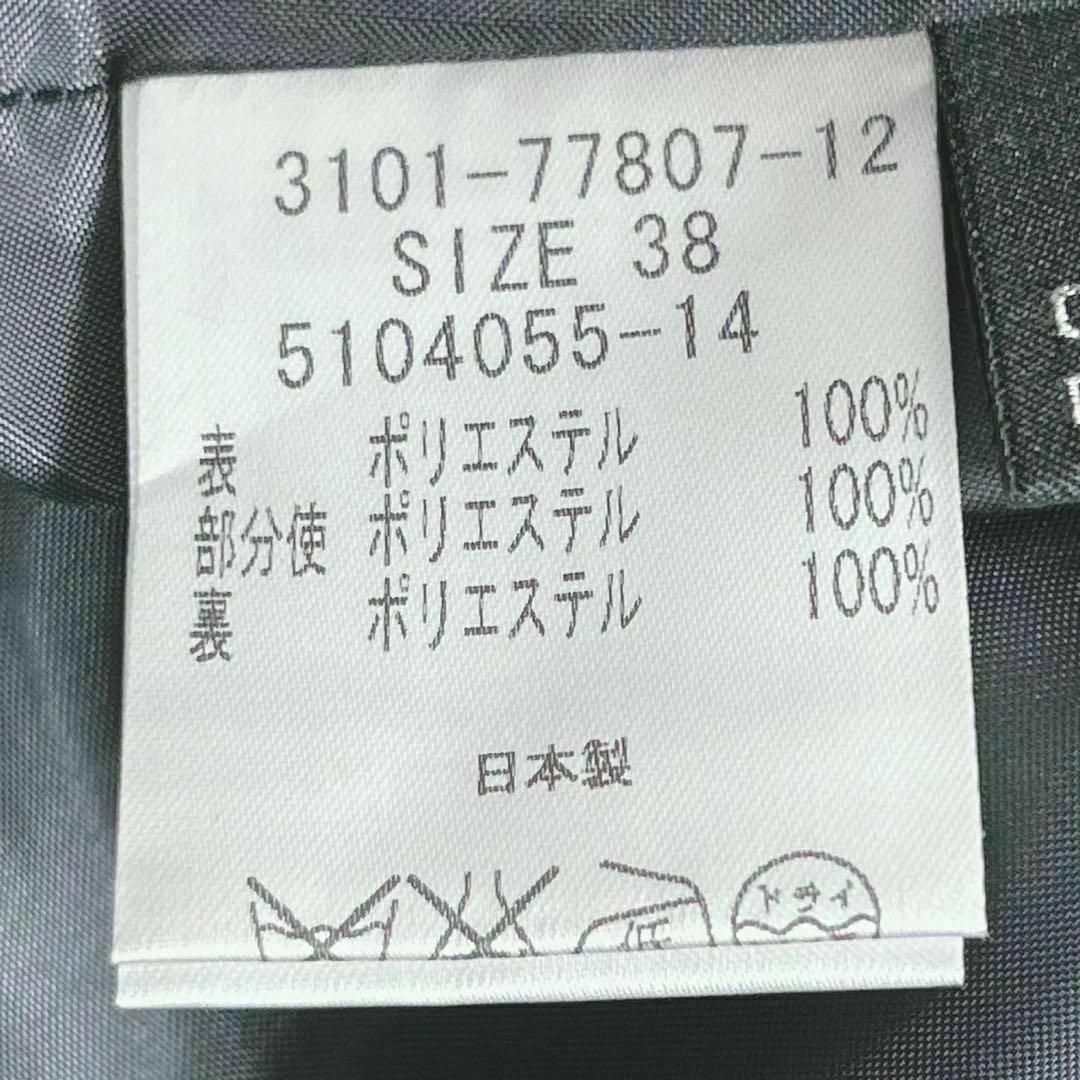 3101-77807-12
SIZE 38
5104055-14
表 ポリエステル 100%
部分使 ポリエステル 100%
裏 ポリエステル 100%
日本製
低 ドライ